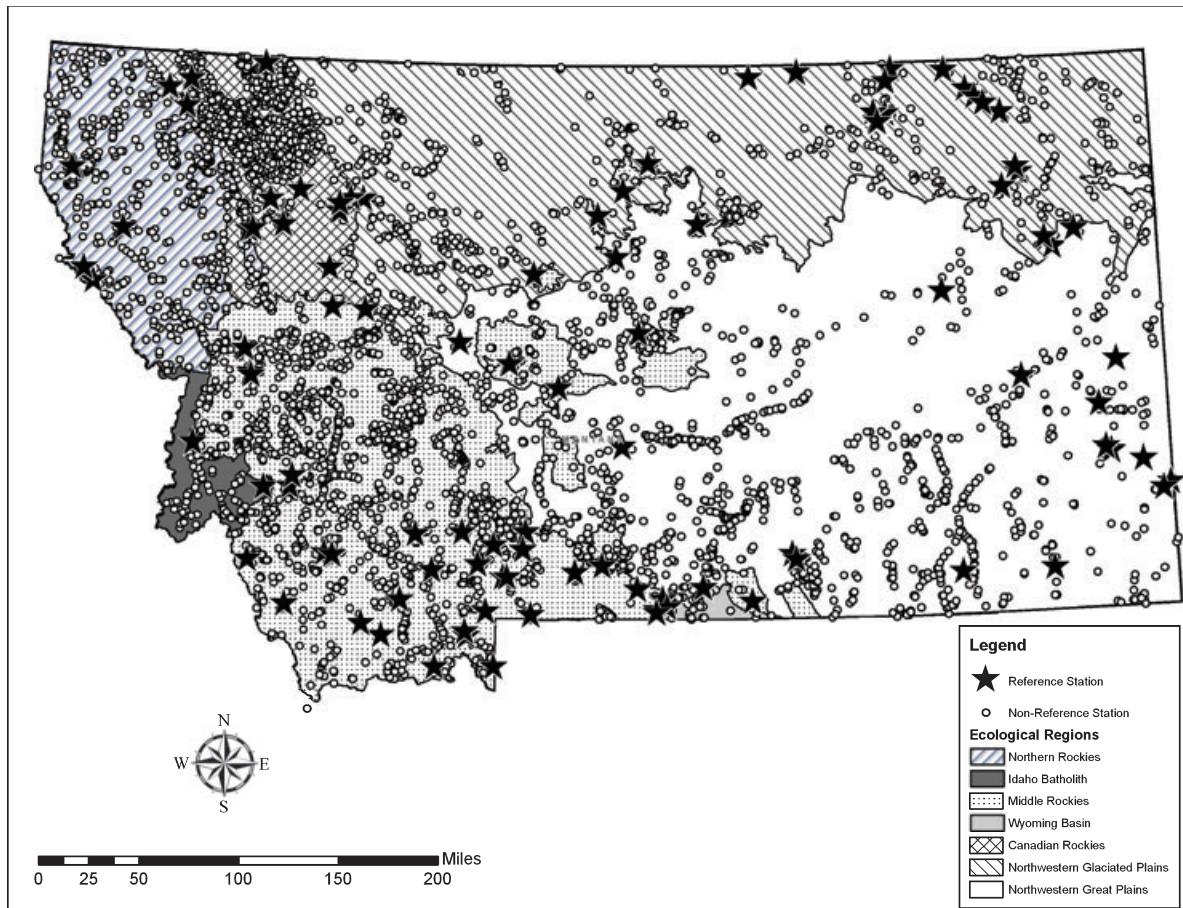 MONTANA
N
W E
S
Miles
0 25 50 100 150 200
Legend
Reference Station
Non-Reference Station
Ecological Regions
Northern Rockies
Idaho Batholith
Middle Rockies
Wyoming Basin
Canadian Rockies
Northwestern Glaciated Plains
Northwestern Great Plains